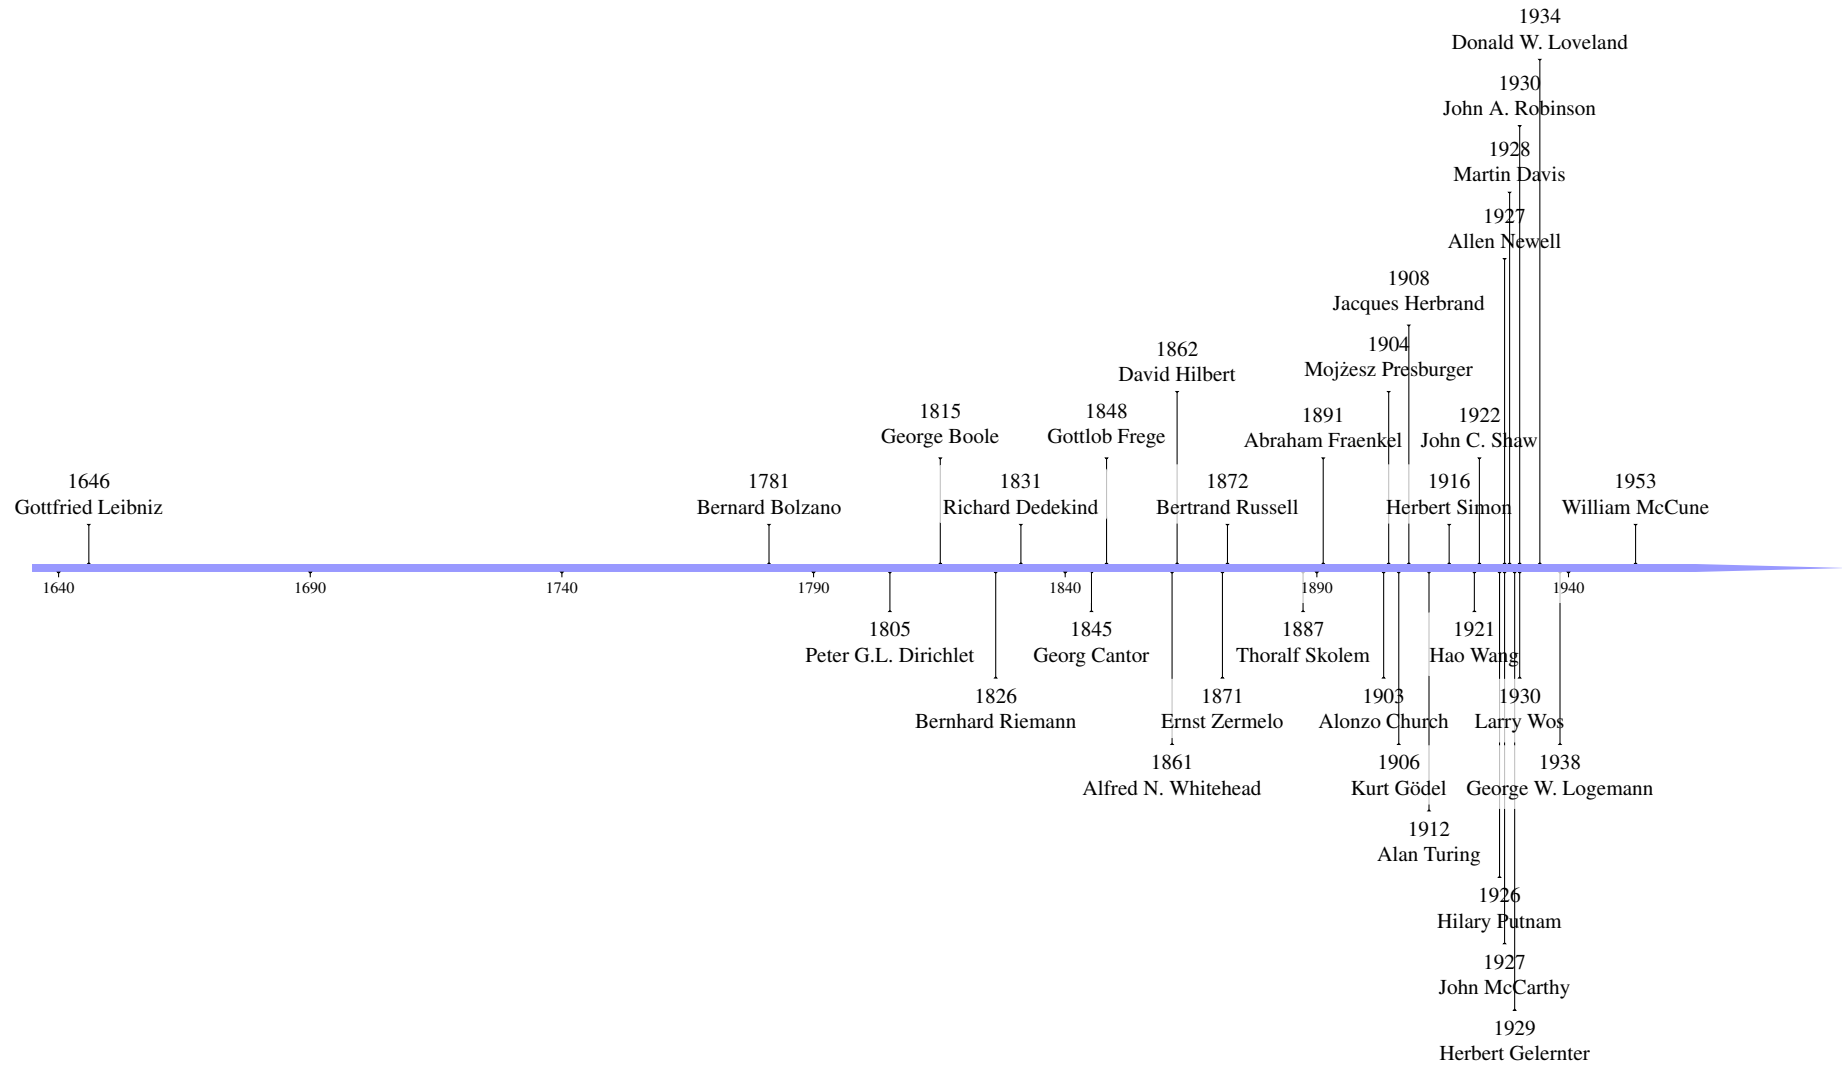 1934
Donald W. Loveland
1930
John A. Robinson
1928
Martin Davis
1927
Allen Newell
1908
Jacques Herbrand
1904
Mojżesz Presburger
1862
David Hilbert
1815
George Boole
1848
Gottlob Frege
1891
Abraham Fraenkel
1922
John C. Shaw
1646
Gottfried Leibniz
1781
Bernard Bolzano
1831
Richard Dedekind
1872
Bertrand Russell
1916
Herbert Simon
1953
William McCune
1640 1690 1740 1790 1840 1890 1940
1805
Peter G.L. Dirichlet
1845
Georg Cantor
1887
Thoralf Skolem
1921
Hao Wang
1826
Bernhard Riemann
1871
Ernst Zermelo
1903
Alonzo Church
1930
Larry Wos
1861
Alfred N. Whitehead
1906
Kurt Gödel
1938
George W. Logemann
1912
Alan Turing
1926
Hilary Putnam
1927
John McCarthy
1929
Herbert Gelernter